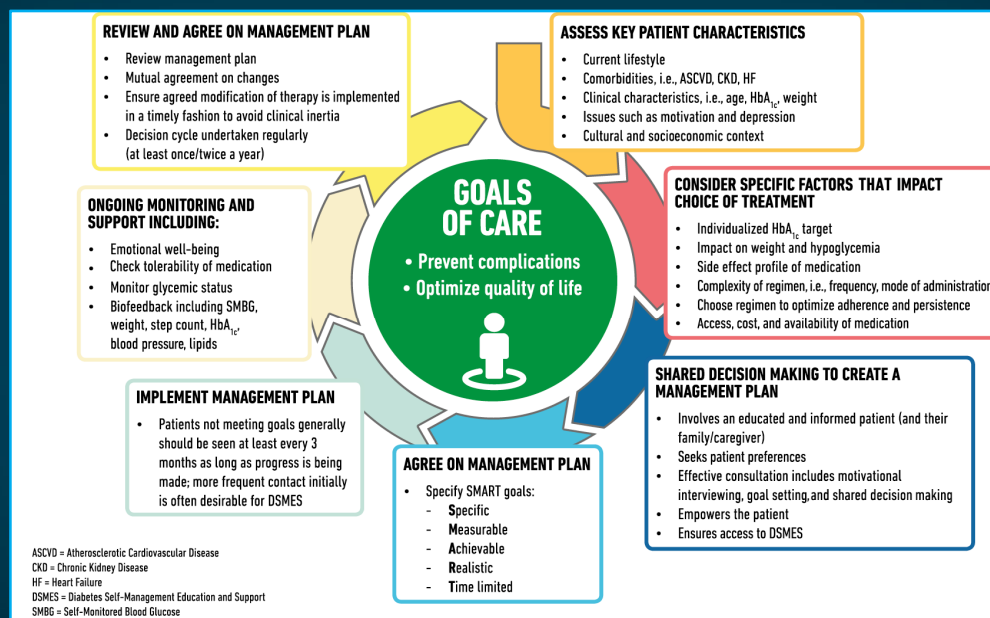 REVIEW AND AGREE ON MANAGEMENT PLAN
• Review management plan
• Mutual agreement on changes
• Ensure agreed modification of therapy is implemented
in a timely fashion to avoid clinical inertia
• Decision cycle undertaken regularly
(at least once/twice a year)
ASSESS KEY PATIENT CHARACTERISTICS
• Current lifestyle
• Comorbidities, i.e., ASCVD, CKD, HF
• Clinical characteristics, i.e., age, HbA1c, weight
• Issues such as motivation and depression
• Cultural and socioeconomic context
CONSIDER SPECIFIC FACTORS THAT IMPACT
CHOICE OF TREATMENT
• Individualized HbA1c target
• Impact on weight and hypoglycemia
• Side effect profile of medication
• Complexity of regimen, i.e., frequency, mode of administration
• Choose regimen to optimize adherence and persistence
• Access, cost, and availability of medication
SHARED DECISION MAKING TO CREATE A
MANAGEMENT PLAN
• Involves an educated and informed patient (and their
family/caregiver)
• Seeks patient preferences
• Effective consultation includes motivational
interviewing, goal setting,and shared decision making
• Empowers the patient
• Ensures access to DSMES
AGREE ON MANAGEMENT PLAN
• Specify SMART goals:
- Specific
- Measurable
- Achievable
- Realistic
- Time limited
IMPLEMENT MANAGEMENT PLAN
• Patients not meeting goals generally
should be seen at least every 3
months as long as progress is being
made; more frequent contact initially
is often desirable for DSMES
ONGOING MONITORING AND
SUPPORT INCLUDING:
• Emotional well-being
• Check tolerability of medication
• Monitor glycemic status
• Biofeedback including SMBG,
weight, step count, HbA1c,
blood pressure, lipids
GOALS
OF CARE
• Prevent complications
• Optimize quality of life
ASCVD = Atherosclerotic Cardiovascular Disease
CKD = Chronic Kidney Disease
HF = Heart Failure
DSMES = Diabetes Self-Management Education and Support
SMBG = Self-Monitored Blood Glucose